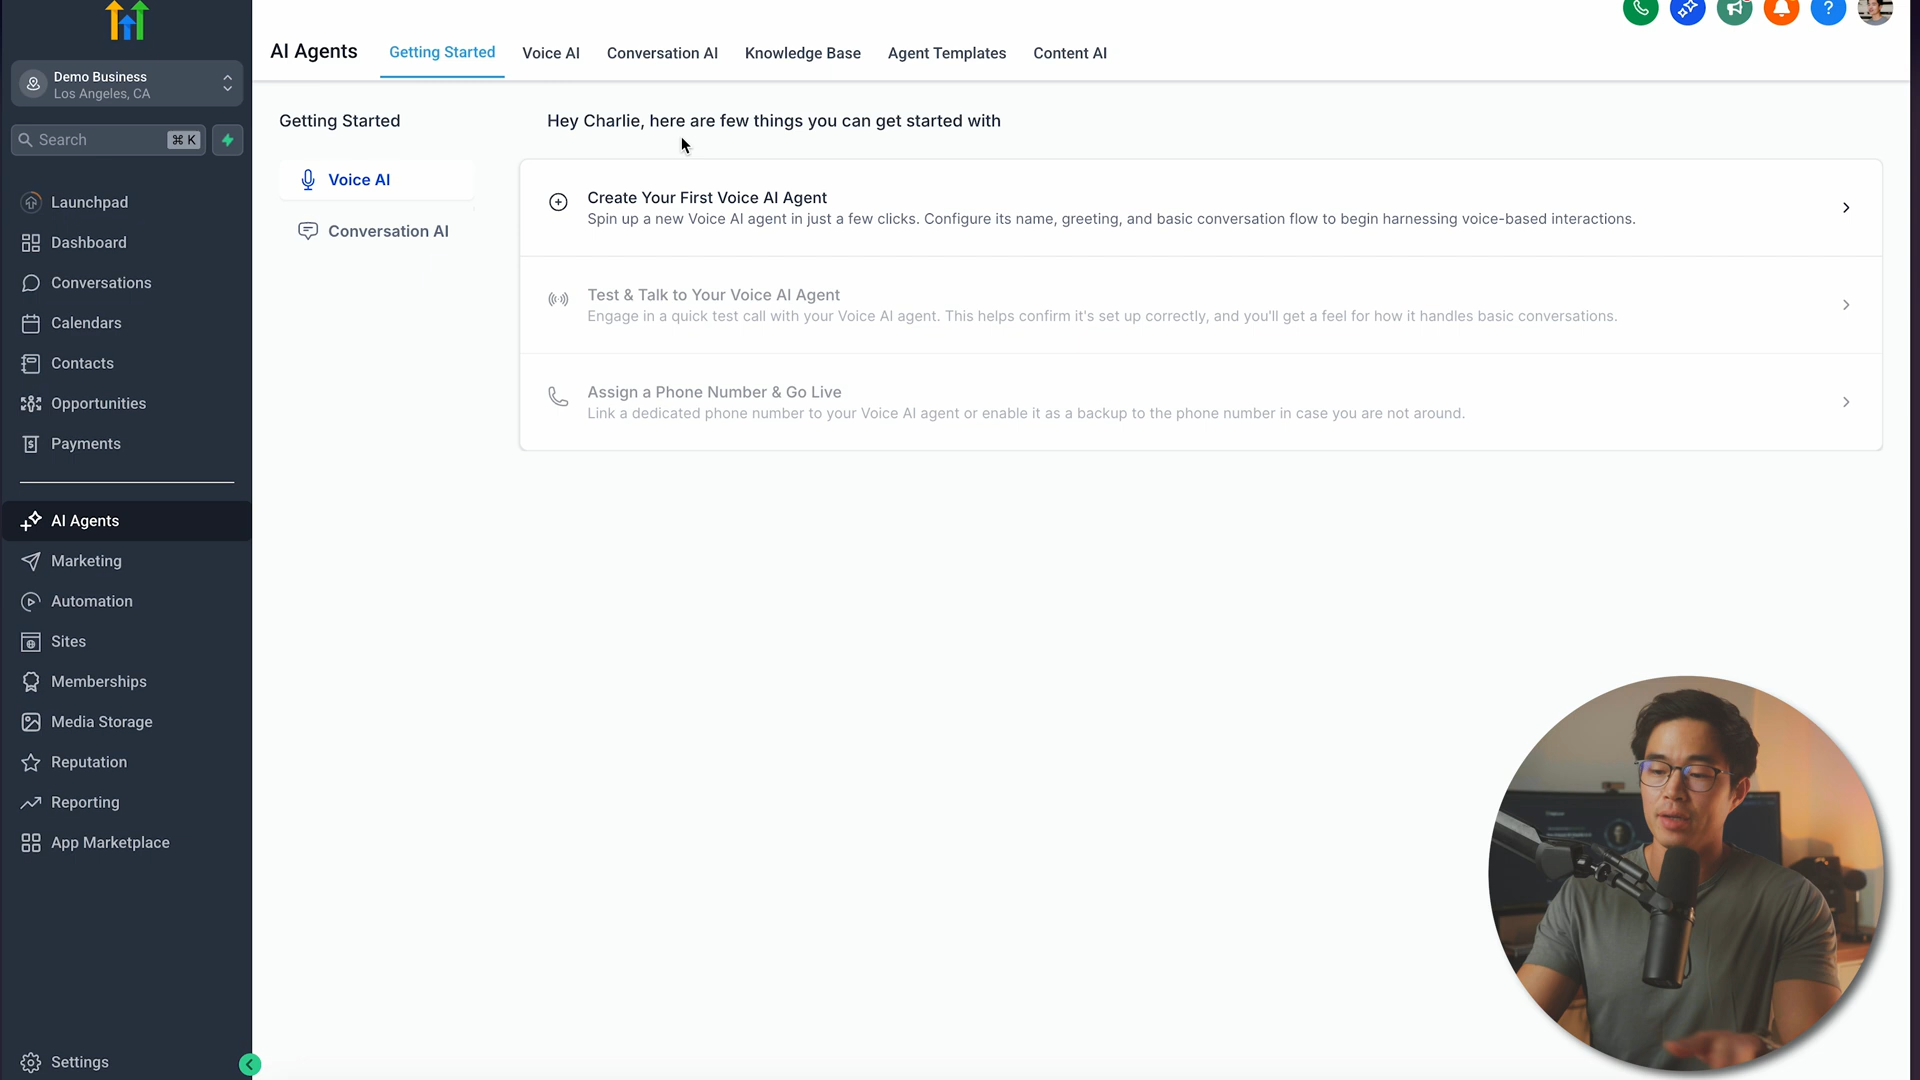 Demo Business
Los Angeles, CA
Search
⌘ K
Launchpad
Dashboard
Conversations
Calendars
Contacts
Opportunities
Payments
AI Agents
Marketing
Automation
Sites
Memberships
Media Storage
Reputation
Reporting
App Marketplace
Settings
AI Agents
Getting Started
Voice AI
Conversation AI
Knowledge Base
Agent Templates
Content AI
?
Getting Started
Voice AI
Conversation AI
Hey Charlie, here are few things you can get started with
Create Your First Voice AI Agent
Spin up a new Voice AI agent in just a few clicks. Configure its name, greeting, and basic conversation flow to begin harnessing voice-based interactions.
Test & Talk to Your Voice AI Agent
Engage in a quick test call with your Voice AI agent. This helps confirm it's set up correctly, and you'll get a feel for how it handles basic conversations.
Assign a Phone Number & Go Live
Link a dedicated phone number to your Voice AI agent or enable it as a backup to the phone number in case you are not around.